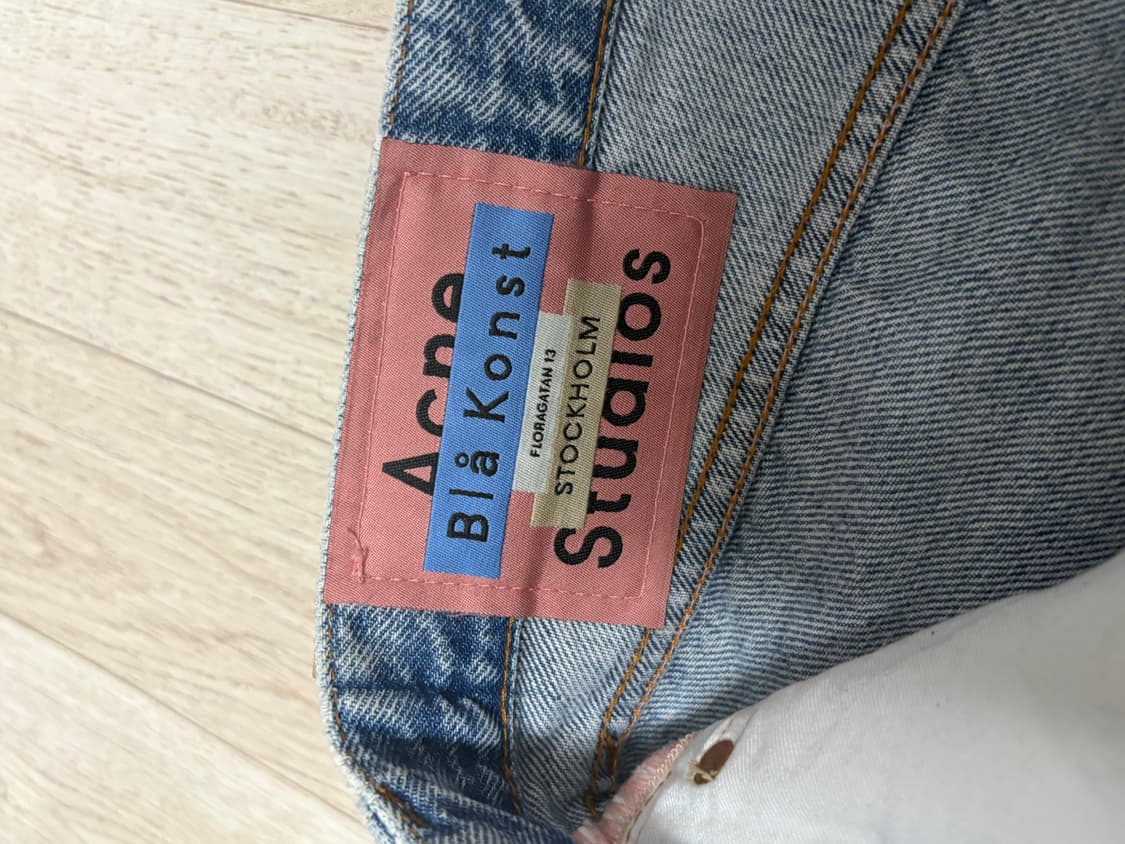 Acne
Blå Konst
FLORAGATAN 13
STOCKHOLM
Studios